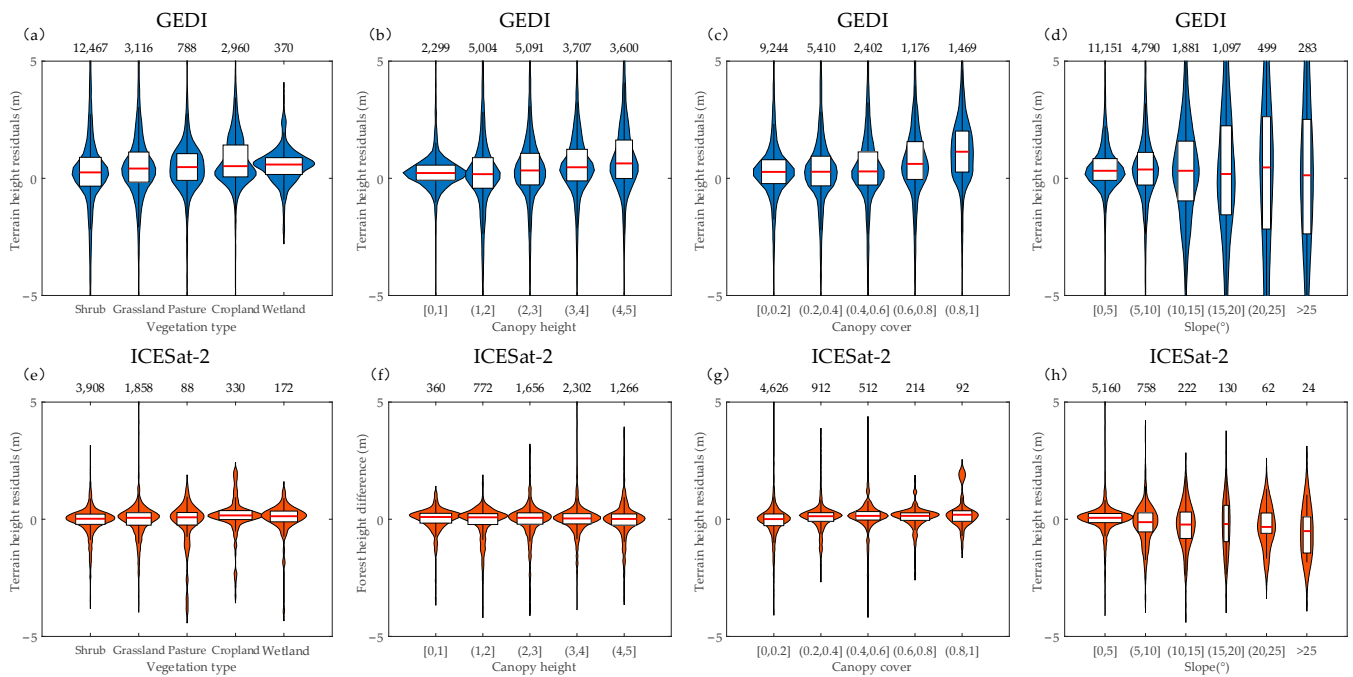 GEDI
(a)
12,467 3,116 788 2,960 370
5
0
−5
Terrain height residuals (m)
Shrub Grassland Pasture Cropland Wetland
Vegetation type
GEDI
(b)
2,299 5,004 5,091 3,707 3,600
5
0
−5
Terrain height residuals (m)
[0,1] (1,2] (2,3] (3,4] (4,5]
Canopy height
GEDI
(c)
9,244 5,410 2,402 1,176 1,469
5
0
−5
Terrain height residuals (m)
[0,0.2] (0.2,0.4] (0.4,0.6] (0.6,0.8] (0.8,1]
Canopy cover
GEDI
(d)
11,151 4,790 1,881 1,097 499 283
5
0
−5
Terrain height residuals (m)
[0,5] (5,10] (10,15] (15,20] (20,25] >25
Slope(°)
ICESat-2
(e)
3,908 1,858 88 330 172
5
0
−5
Terrain height residuals (m)
Shrub Grassland Pasture Cropland Wetland
Vegetation type
ICESat-2
(f)
360 772 1,656 2,302 1,266
5
0
−5
Forest height difference (m)
[0,1] (1,2] (2,3] (3,4] (4,5]
Canopy height
ICESat-2
(g)
4,626 912 512 214 92
5
0
−5
Terrain height residuals (m)
[0,0.2] (0.2,0.4] (0.4,0.6] (0.6,0.8] (0.8,1]
Canopy cover
ICESat-2
(h)
5,160 758 222 130 62 24
5
0
−5
Terrain height residuals (m)
[0,5] (5,10] (10,15] (15,20] (20,25] >25
Slope(°)